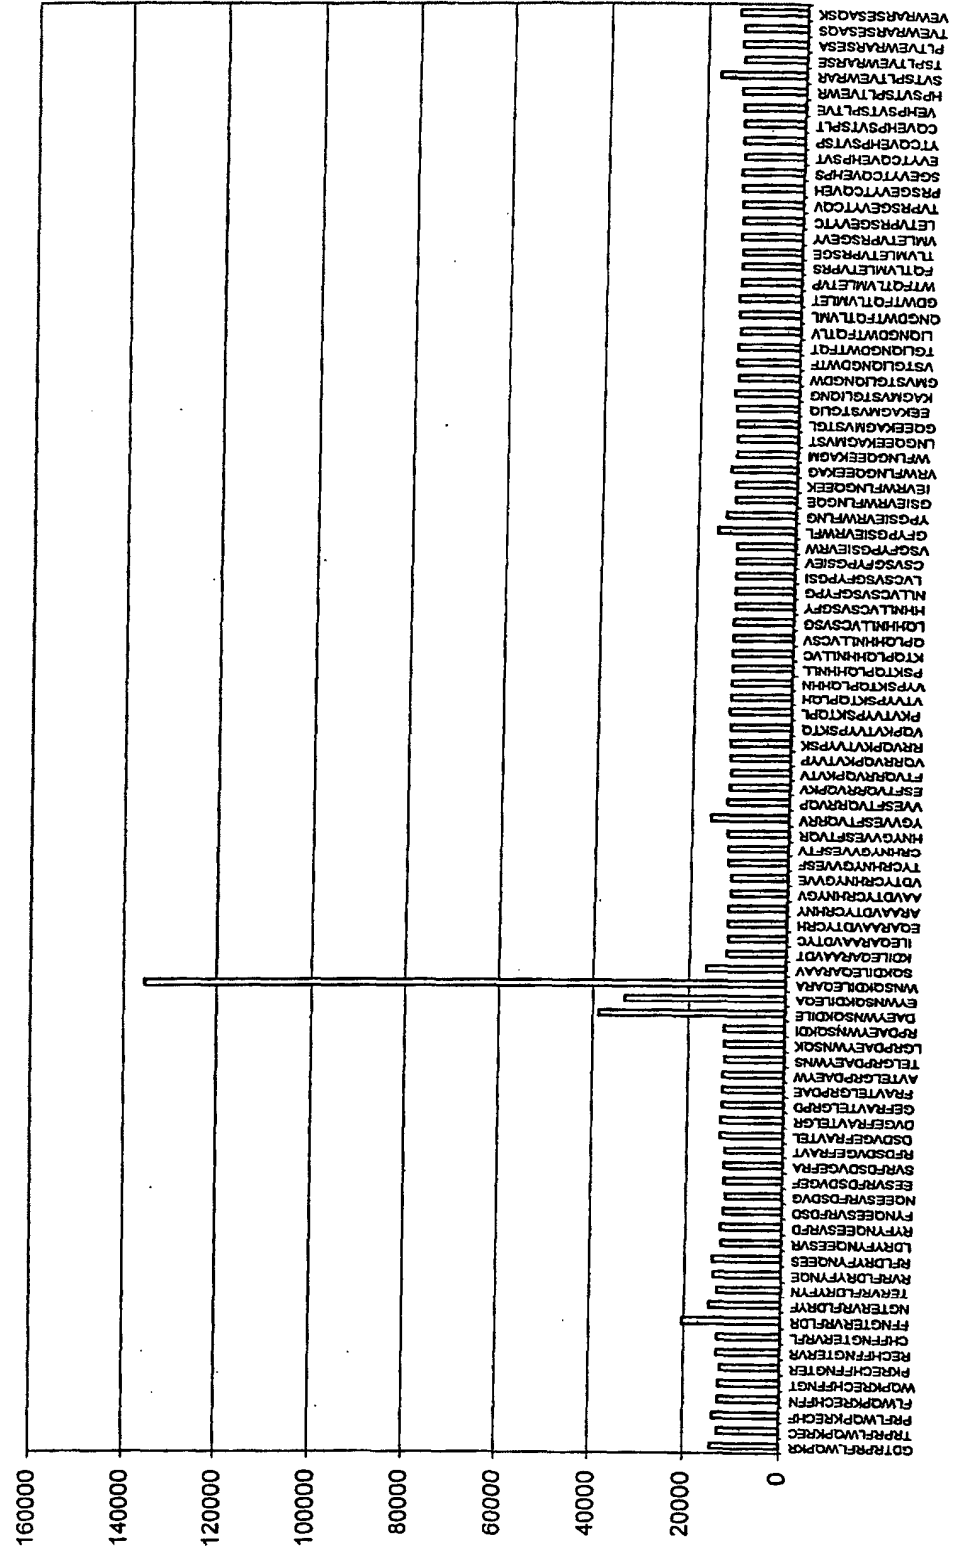 160000
140000
120000
100000
80000
60000
40000
20000
0
GDTRPRFLWQPKR
TRPRFLWQPKREC
PRFLWQPKRECHF
FLWQPKRECHFFN
WQPKRECHFFNGT
PKRECHFFNGTER
RECHFFNGTERVR
CHFFNGTERVRFL
FFNGTERVRFLDR
NGTERVRFLDRYF
TERVRFLDRYFYN
RVRFLDRYFYNQE
RFLDRYFYNQEES
LDRYFYNQEESVR
RYFYNQEESVRFD
FYNQEESVRFDSD
NQEESVRFDSDVG
EESVRFDSDVGEF
SVRFDSDVGEFRA
RFDSDVGEFRAVT
DSDVGEFRAVTEL
DVGEFRAVTELGR
GEFRAVTELGRPD
FRAVTELGRPDAE
AVTELGRPDAEYW
TELGRPDAEYWNS
LGRPDAEYWNSQK
RPDAEYWNSQKDI
DAEYWNSQKDILE
EYWNSQKDILEQA
WNSQKDILEQARA
SQKDILEQARAAV
KDILEQARAAVDT
ILEQARAAVDTYC
EQARAAVDTYCRH
ARAAVDTYCRHNY
AAVDTYCRHNYGV
VDTYCRHNYGVVE
TYCRHNYGVVESF
CRHNYGVVESFTV
HNYGVVESFTVQR
YGVVESFTVQRRV
VVESFTVQRRVQP
ESFTVQRRVQPKV
FTVQRRVQPKVTV
VQRRVQPKVTVYP
RRVQPKVTVYPSK
VQPKVTVYPSKTQ
PKVTVYPSKTQPL
VTVYPSKTQPLQH
VYPSKTQPLQHHN
PSKTQPLQHHNLL
KTQPLQHHNLLVC
QPLQHHNLLVCSV
LQHHNLLVCSVSG
HHNLLVCSVSGFY
NLLVCSVSGFYPG
LVCSVSGFYPGSI
CSVSGFYPGSIEV
VSGFYPGSIEVRW
GFYPGSIEVRWFL
YPGSIEVRWFLNG
GSIEVRWFLNGQE
IEVRWFLNGQEEK
VRWFLNGQEEKAG
WFLNGQEEKAGM
LNGQEEKAGMVST
GQEEKAGMVSTGL
EEKAGMVSTGLIQ
KAGMVSTGLIQNG
GMVSTGLIQNGDW
VSTGLIQNGDWTF
TGLIQNGDWTFQT
LIQNGDWTFQTLV
QNGDWTFQTLVML
GDWTFQTLVMLET
WTFQTLVMLETVP
FQTLVMLETVPRS
TLVMLETVPRSGE
VMLETVPRSGEVY
LETVPRSGEVYTC
TVPRSGEVYTCQV
PRSGEVYTCQVEH
SGEVYTCQVEHPS
EVYTCQVEHPSVT
YTCQVEHPSVTSP
CQVEHPSVTSPLT
VEHPSVTSPLTVE
HPSVTSPLTVEWR
SVTSPLTVEWRAR
TSPLTVEWRARSE
PLTVEWRARSESA
TVEWRARSESAQS
VEWRARSESAQSK